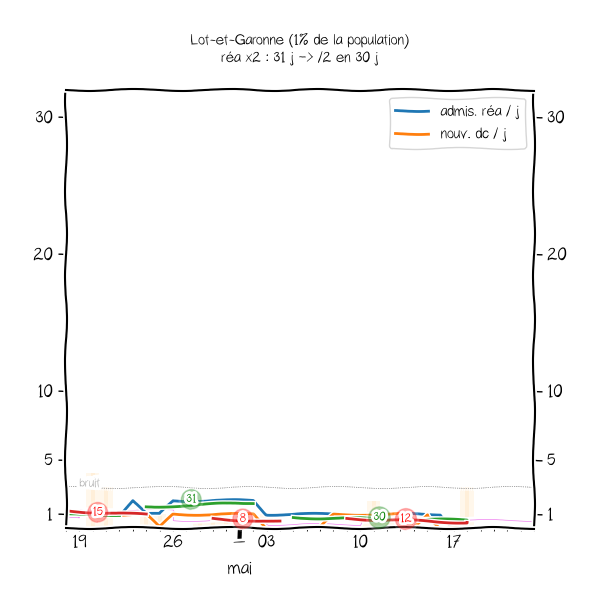 Lot-et-Garonne (1% de la population)
réa x2 : 31 j -> /2 en 30 j
admis. réa / j
nouv. dc / j
30 30
20 20
10 10
5 5
bruit
31
15 8 30 12
1 1
19 26 1 03 10 17
mai